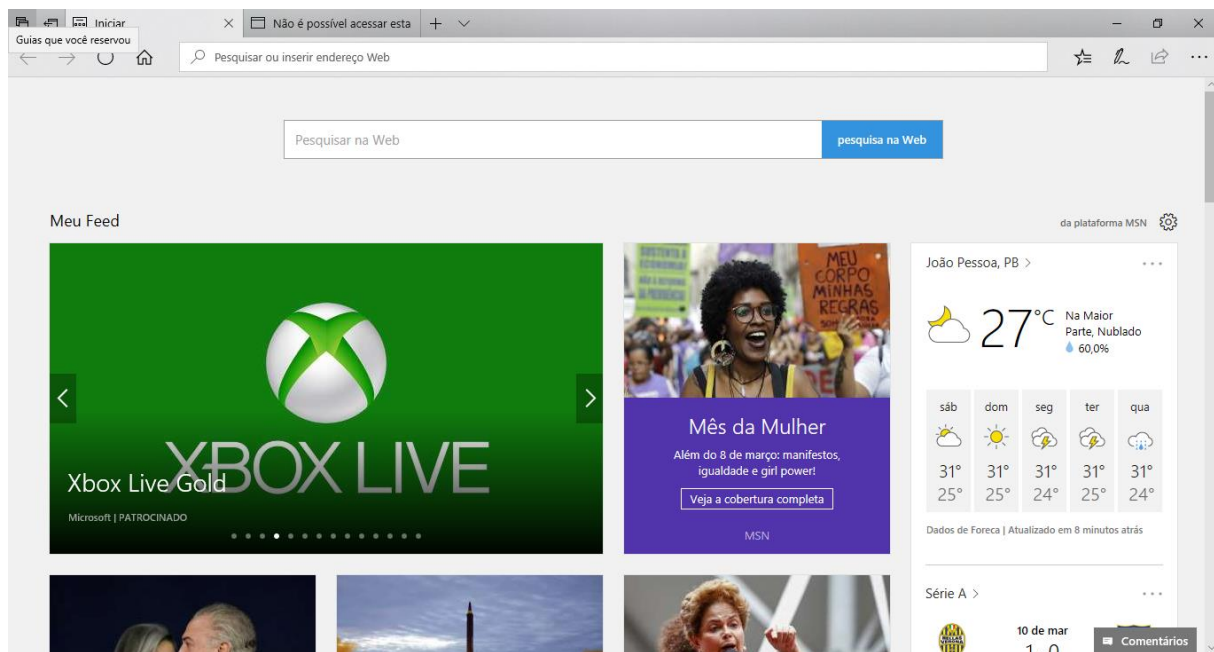 Iniciar
Não é possível acessar esta
Guias que você reservou
Pesquisar ou inserir endereço Web
Pesquisar na Web
pesquisa na Web
Meu Feed
da plataforma MSN
XBOX LIVE
Xbox Live Gold
Microsoft | PATROCINADO
MEU
CORPO
MINHAS
REGRAS
Mês da Mulher
Além do 8 de março: manifestos,
igualdade e girl power!
Veja a cobertura completa
MSN
João Pessoa, PB >
27°C
Na Maior
Parte, Nublado
60,0%
sáb dom seg ter qua
31° 31° 31° 31° 31°
25° 25° 24° 25° 24°
Dados de Foreca | Atualizado em 8 minutos atrás
Série A >
10 de mar
1 0
Comentários